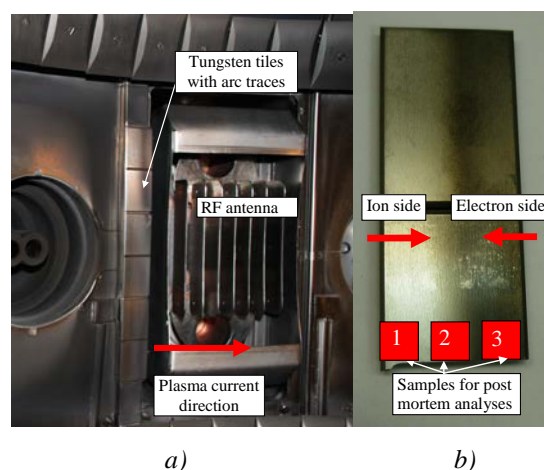 Tungsten tiles
with arc traces
RF antenna
Plasma current
direction
Ion side
Electron side
1
2
3
Samples for post
mortem analyses
a)
b)